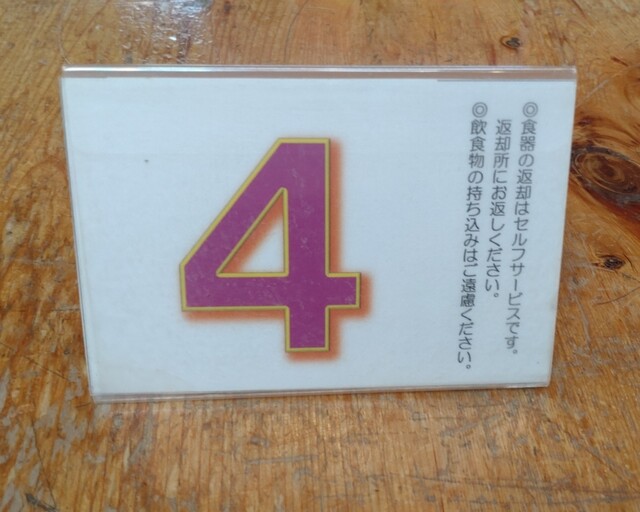 ◎食器の返却はセルフサービスです。
返却所にお返しください。
◎飲食物の持ち込みはご遠慮ください。
4